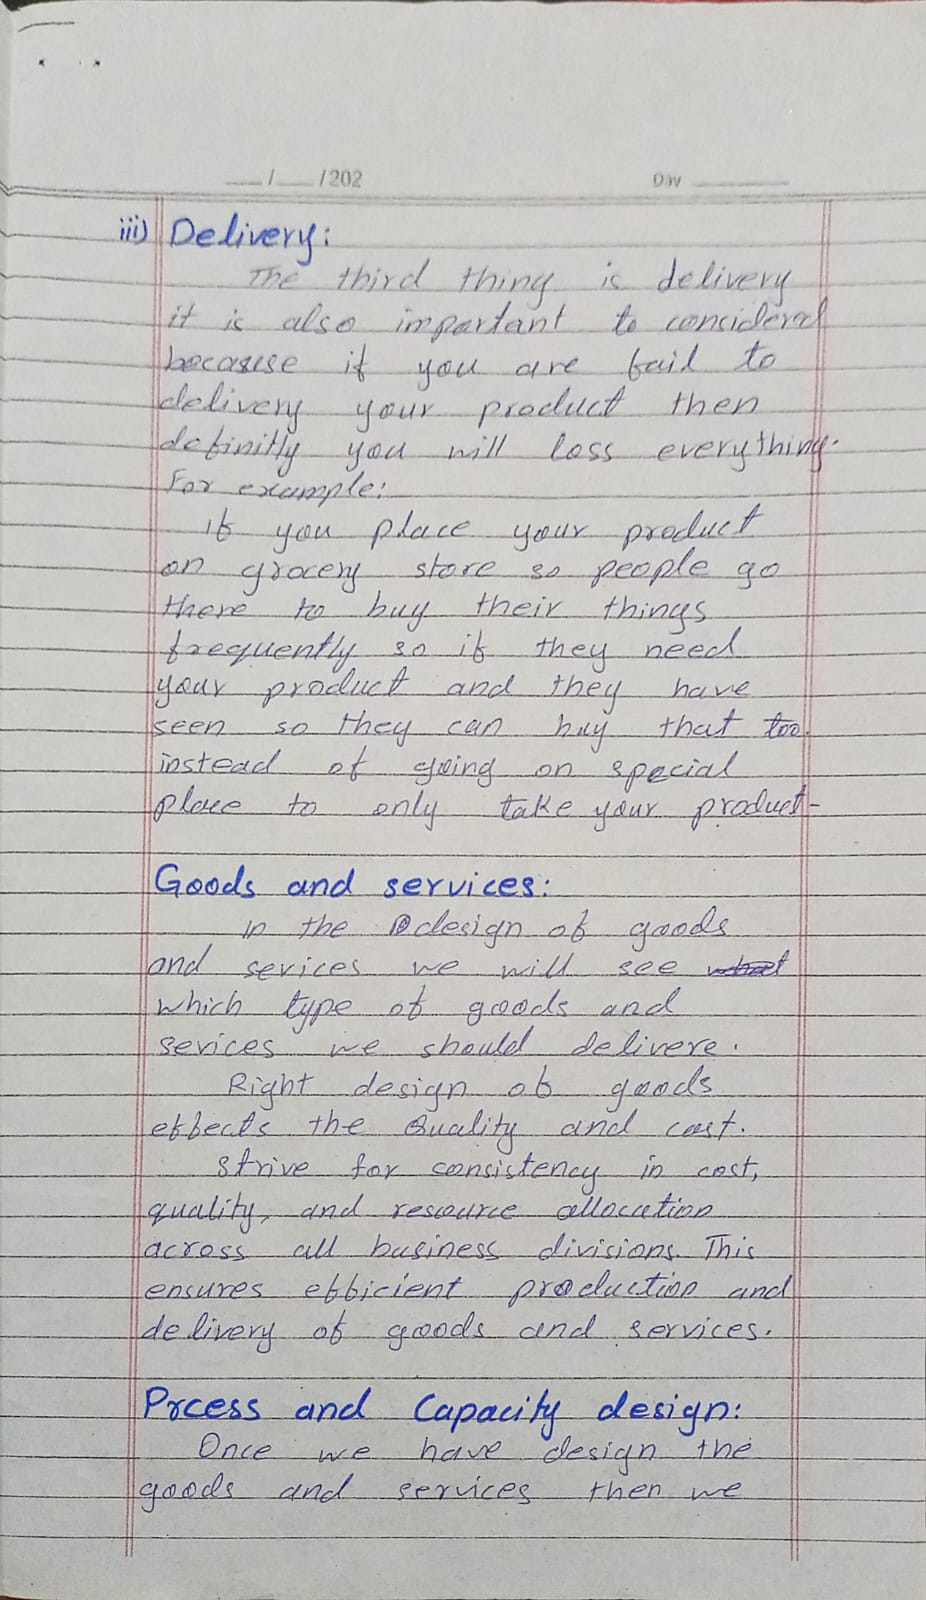 __/__/202 Day ______
iii) Delivery:
The third thing is delivery
it is also important to considered
because if you are fail to
delivery your product then
definitly you will loss everything.
For example:
if you place your product
on grocery store so people go
there to buy their things
frequently so if they need
your product and they have
seen so they can buy that too
instead of going on special
place to only take your product-
Goods and services:
In the Design of goods
and sevices we will see what
which type of goods and
sevices we should delivere.
Right design of goods
effects the Quality and cost.
Strive for consistency in cost,
quality, and resource allocation
across all business divisions. This
ensures efficient production and
delivery of goods and services.
Prcess and Capacity design:
Once we have design the
goods and services then we